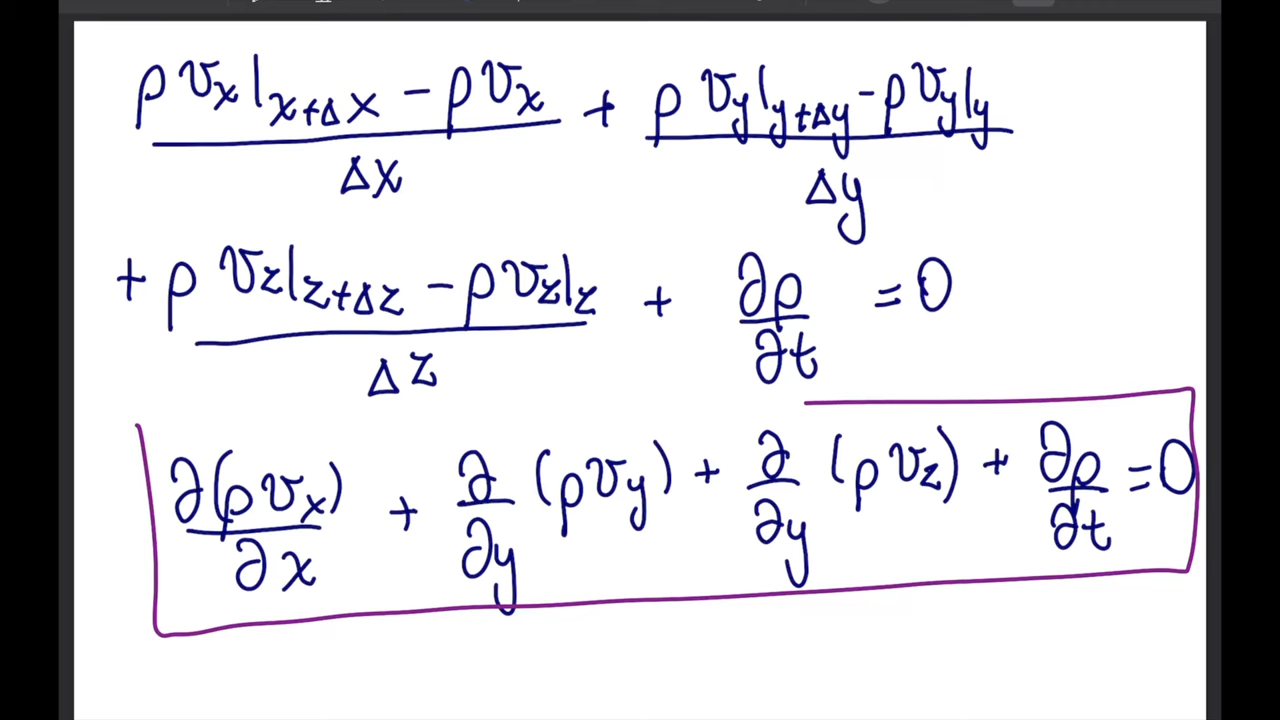 ρ v_x|_{x+Δx} − ρ v_x / Δx + ρ v_y|_{y+Δy} − ρ v_y|_y / Δy
+ ρ v_z|_{z+Δz} − ρ v_z|_z / Δz + ∂ρ/∂t = 0
∂(ρ v_x)/∂x + ∂/∂y (ρ v_y) + ∂/∂y (ρ v_z) + ∂ρ/∂t = 0